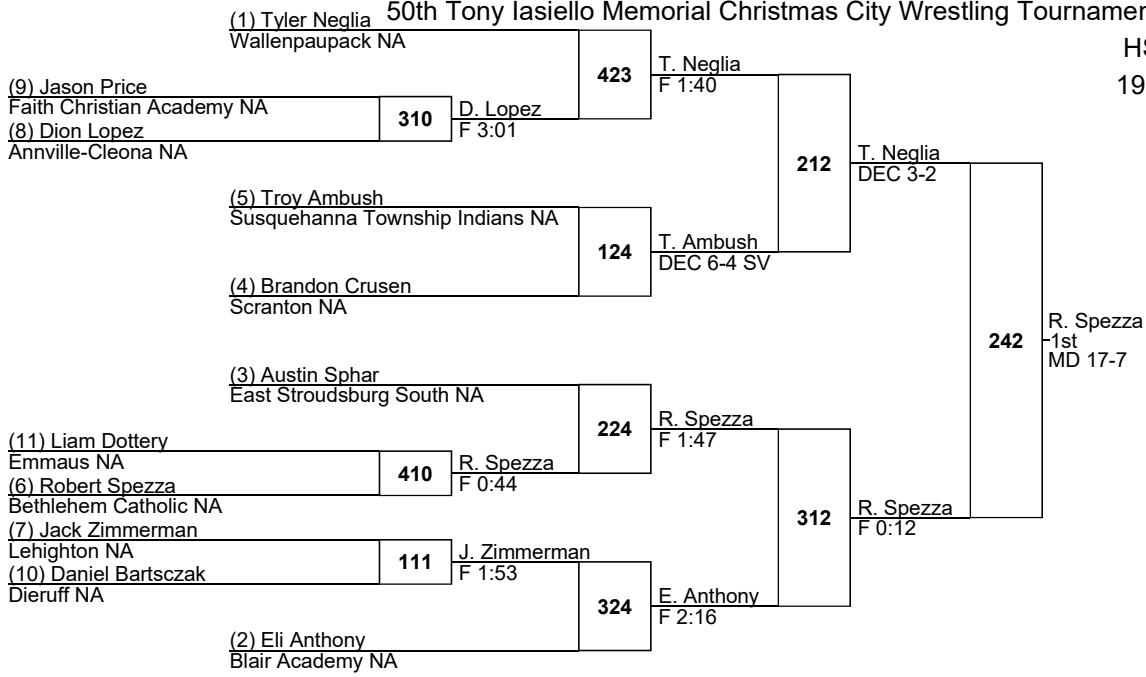 50th Tony Iasiello Memorial Christmas City Wrestling
HS
(1) Tyler Neglia
Wallenpaupack NA
(9) Jason Price
Faith Christian Academy NA
(8) Dion Lopez
Annville-Cleona NA
310
D. Lopez
F 3:01
423
T. Neglia
F 1:40
(5) Troy Ambush
Susquehanna Township Indians NA
(4) Brandon Crusen
Scranton NA
124
T. Ambush
DEC 6-4 SV
212
T. Neglia
DEC 3-2
(3) Austin Sphar
East Stroudsburg South NA
(11) Liam Dottery
Emmaus NA
(6) Robert Spezza
Bethlehem Catholic NA
410
R. Spezza
F 0:44
224
R. Spezza
F 1:47
(7) Jack Zimmerman
Lehighton NA
(10) Daniel Bartsczak
Dieruff NA
111
J. Zimmerman
F 1:53
(2) Eli Anthony
Blair Academy NA
324
E. Anthony
F 2:16
312
R. Spezza
F 0:12
242
R. Spezza
1st
MD 17-7